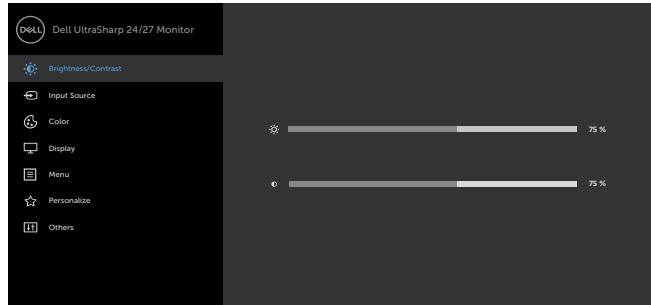 DELL
Dell UltraSharp 24/27 Monitor
Brightness/Contrast
Input Source
Color
Display
Menu
Personalize
Others
75 %
75 %